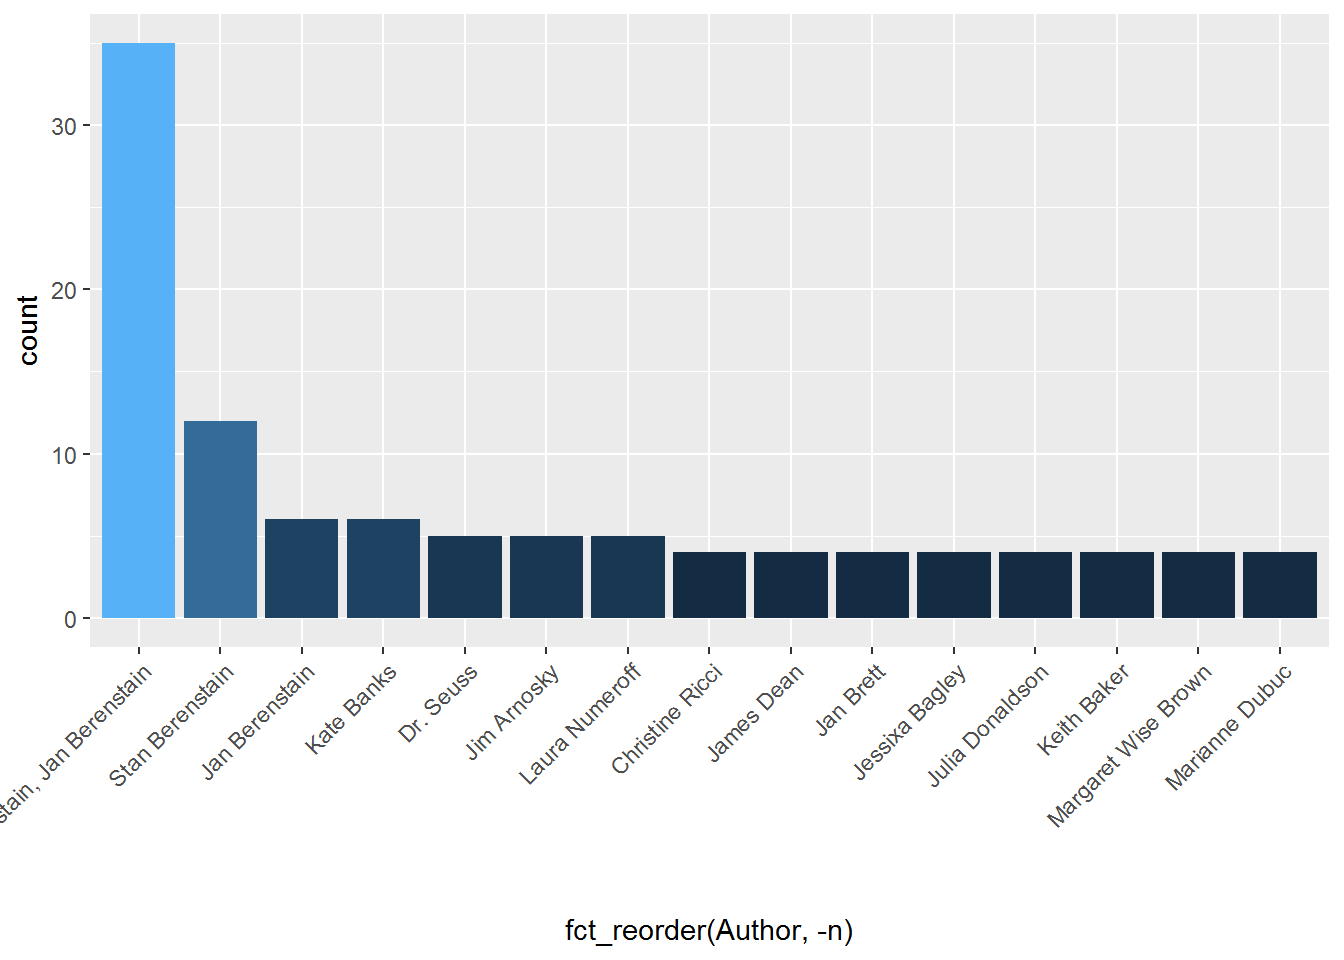 count
30
20
10
0
stain, Jan Berenstain
Stan Berenstain
Jan Berenstain
Kate Banks
Dr. Seuss
Jim Arnosky
Laura Numeroff
Christine Ricci
James Dean
Jan Brett
Jessixa Bagley
Julia Donaldson
Keith Baker
Margaret Wise Brown
Marianne Dubuc
fct_reorder(Author, -n)